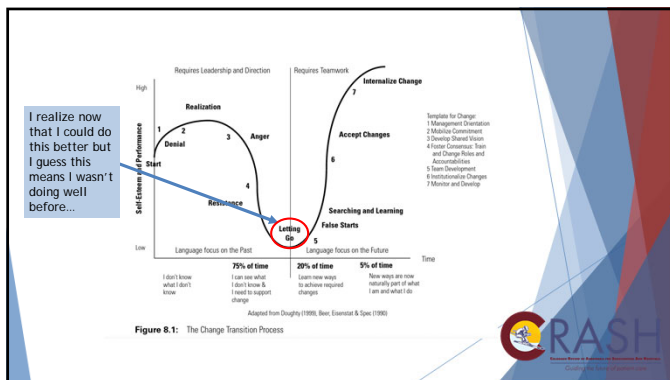 Requires Leadership and Direction
Requires Teamwork
High
Internalize Change
7
Realization
1
2
Denial
3
Anger
Start
4
Resistance
Accept Changes
6
Self-Esteem and Performance
I realize now
that I could do
this better but
I guess this
means I wasn't
doing well
before...
Template for Change:
1 Management Orientation
2 Mobilize Commitment
3 Develop Shared Vision
4 Foster Consensus: Train
and Change Roles and
Accountabilities
5 Team Development
6 Institutionalize Changes
7 Monitor and Develop
Searching and Learning
False Starts
Letting
Go
5
Low
Language focus on the Past
Language focus on the Future
Time
75% of time
20% of time
5% of time
I don't know
what I don't
know
I can see what
I don't know &
I need to support
change
Learn new ways
to achieve required
changes
New ways are now
naturally part of what
I am and what I do
Adapted from Doughty (1999), Beer, Eisenstat & Spec (1990)
Figure 8.1: The Change Transition Process
CRASH